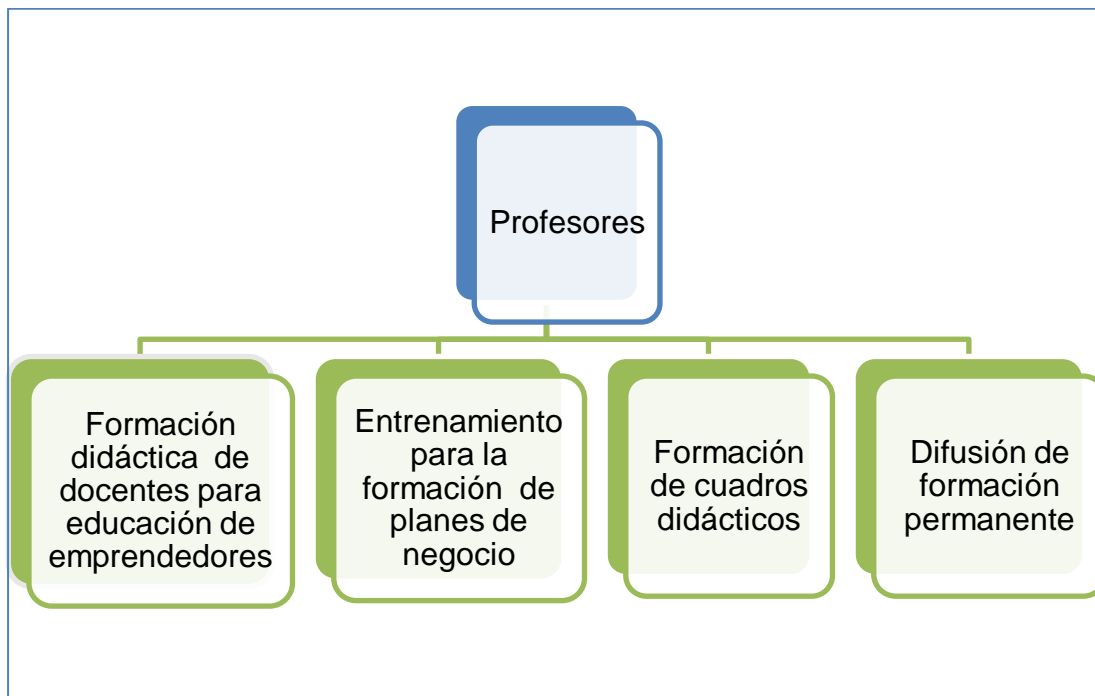 Profesores
Formación
didáctica de
docentes para
educación de
emprendedores
Entrenamiento
para la
formación de
planes de
negocio
Formación
de cuadros
didácticos
Difusión de
formación
permanente